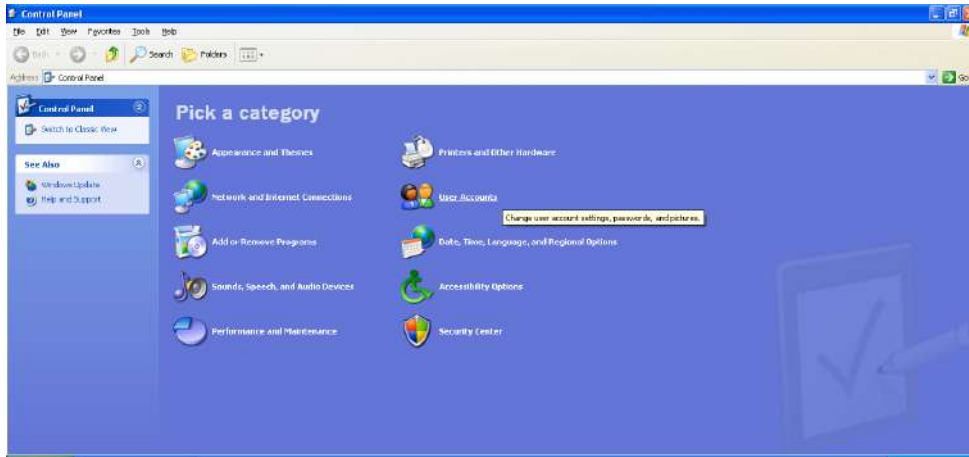 Control Panel
File Edit View Favorites Tools Help
Back Search Folders
Address Control Panel Go
Control Panel
Switch to Classic View
See Also
Windows Update
Help and Support
Pick a category
Appearance and Themes
Printers and Other Hardware
Network and Internet Connections
User Accounts
Change user account settings, passwords, and pictures.
Add or Remove Programs
Date, Time, Language, and Regional Options
Sounds, Speech, and Audio Devices
Accessibility Options
Performance and Maintenance
Security Center